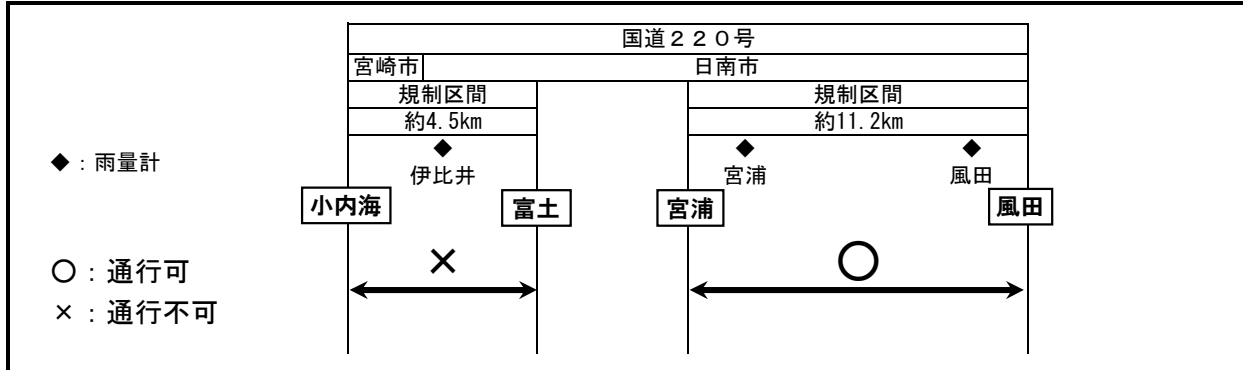 国道２２０号
宮崎市 日南市
規制区間 規制区間
約4.5km 約11.2km
◆：雨量計
◆ ◆ ◆
伊比井 宮浦 風田
小内海 富土 宮浦 風田
× ○
○：通行可
×：通行不可